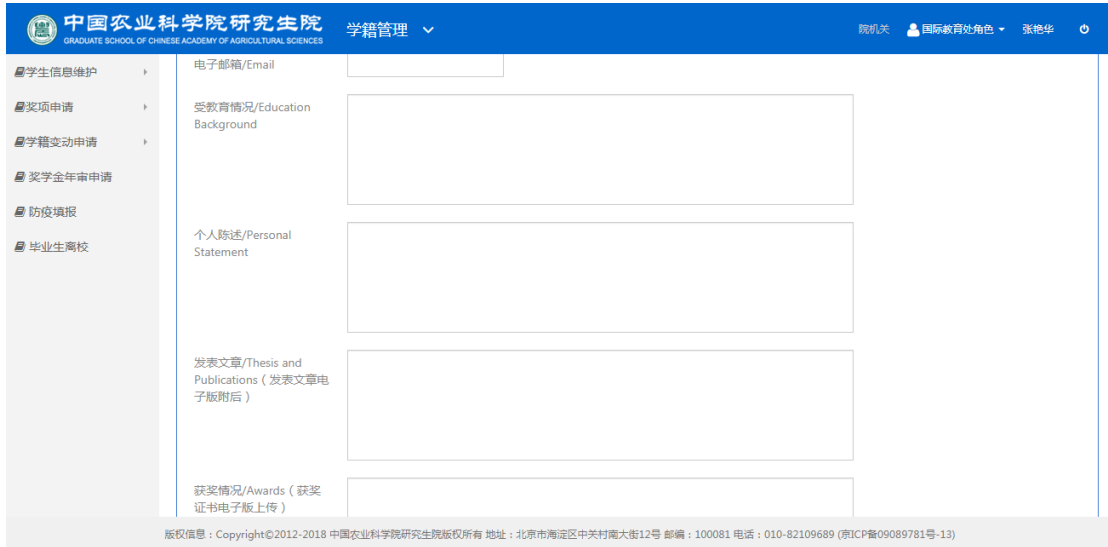 中国农业科学院研究生院
GRADUATE SCHOOL OF CHINESE ACADEMY OF AGRICULTURAL SCIENCES
学籍管理
院机关
国际教育处角色
张艳华
学生信息维护
奖项申请
学籍变动申请
奖学金年审申请
防疫填报
毕业生离校
电子邮箱/Email
受教育情况/Education
Background
个人陈述/Personal
Statement
发表文章/Thesis and
Publications（发表文章电
子版附后）
获奖情况/Awards（获奖
证书电子版上传）
版权信息：Copyright©2012-2018 中国农业科学院研究生院版权所有 地址：北京市海淀区中关村南大街12号 邮编：100081 电话：010-82109689 (京ICP备09089781号-13)